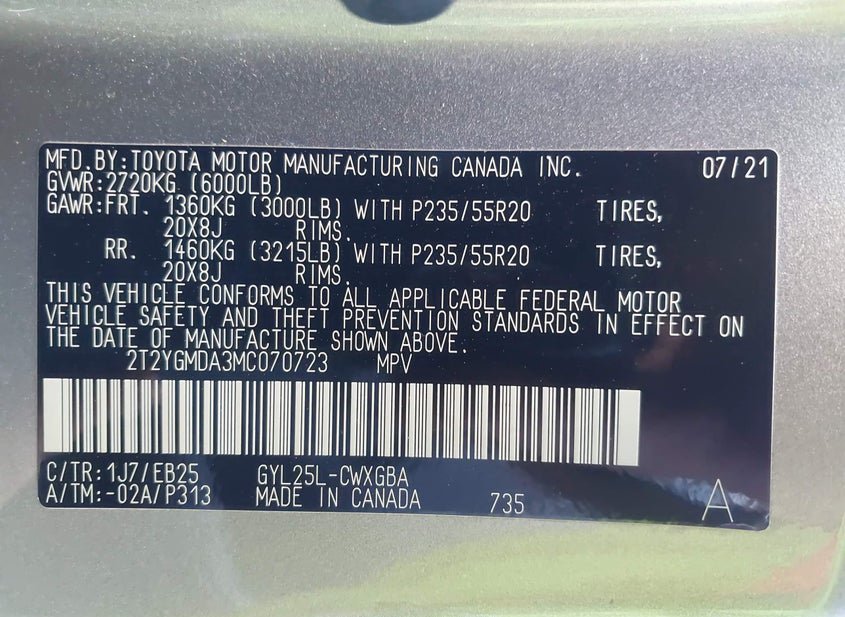 MFD.BY:TOYOTA MOTOR MANUFACTURING CANADA INC. 07/21
GVWR:2720KG (6000LB)
GAWR:FRT. 1360KG (3000LB) WITH P235/55R20 TIRES,
20X8J RIMS.
RR. 1460KG (3215LB) WITH P235/55R20 TIRES,
20X8J RIMS.
THIS VEHICLE CONFORMS TO ALL APPLICABLE FEDERAL MOTOR
VEHICLE SAFETY AND THEFT PREVENTION STANDARDS IN EFFECT ON
THE DATE OF MANUFACTURE SHOWN ABOVE.
2T2YGMDA3MC070723 MPV
C/TR:1J7/EB25 GYL25L-CWXGBA
A/TM:-02A/P313 MADE IN CANADA 735 A